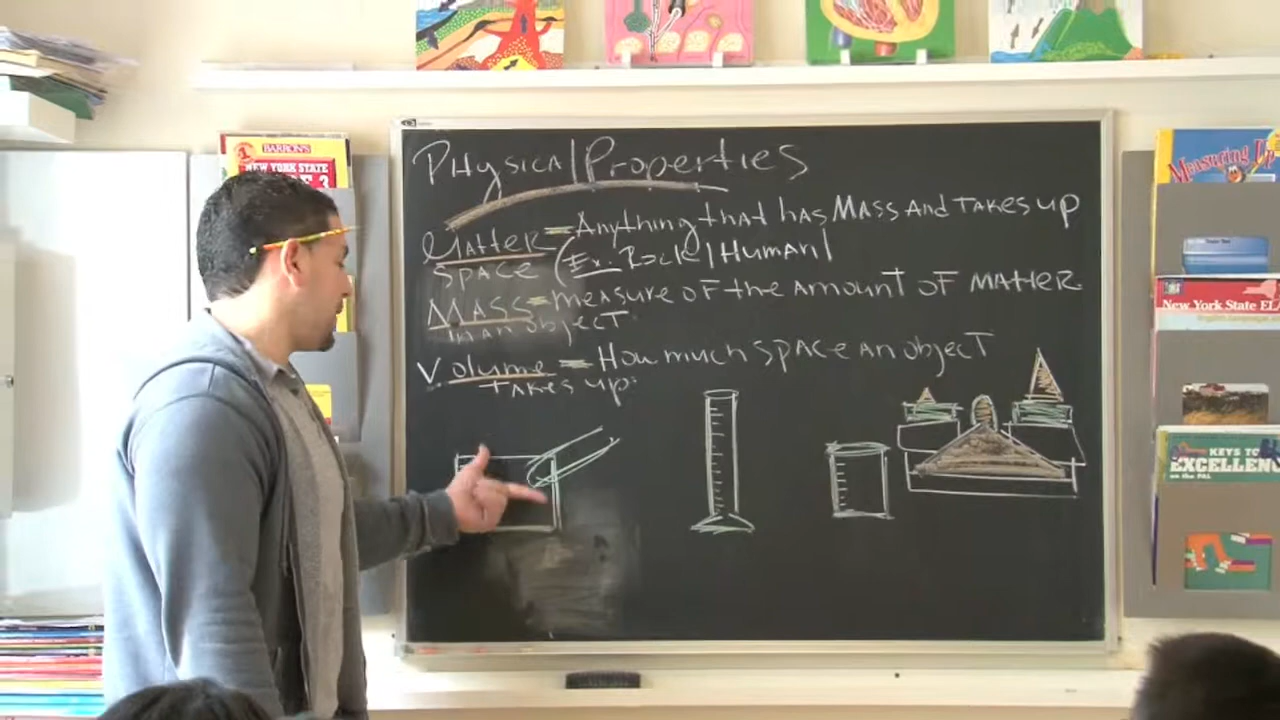 Physical Properties
Matter = Anything that has Mass And takes up
space (Ex. Rock / Human)
Mass = measure of the amount of matter
in an object
Volume = How much space an object
takes up.
BARRON'S
NEW YORK STATE
Measuring Up
New York State ELA
KEYS TO
EXCELLENCE